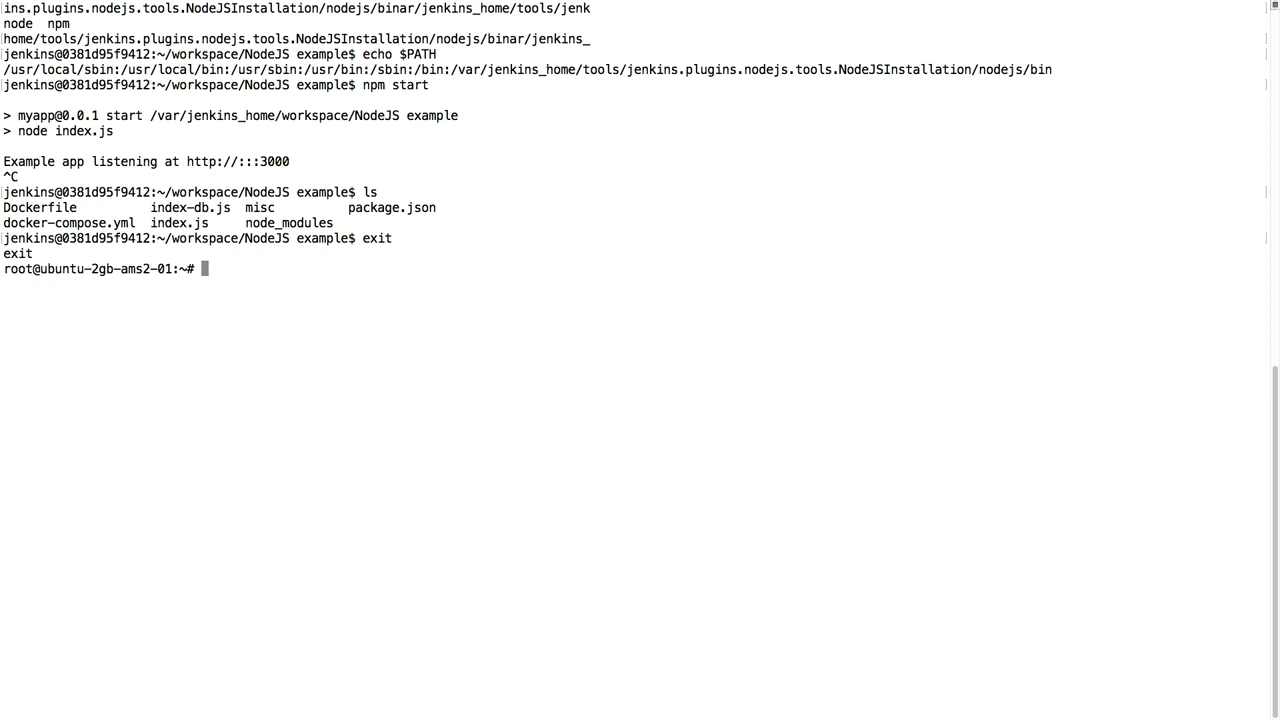 ins.plugins.nodejs.tools.NodeJSInstallation/nodejs/binar/jenkins_home/tools/jenk
node  npm
home/tools/jenkins.plugins.nodejs.tools.NodeJSInstallation/nodejs/binar/jenkins_
jenkins@0381d95f9412:~/workspace/NodeJS example$ echo $PATH
/usr/local/sbin:/usr/local/bin:/usr/sbin:/usr/bin:/sbin:/bin:/var/jenkins_home/tools/jenkins.plugins.nodejs.tools.NodeJSInstallation/nodejs/bin
jenkins@0381d95f9412:~/workspace/NodeJS example$ npm start
> myapp@0.0.1 start /var/jenkins_home/workspace/NodeJS example
> node index.js
Example app listening at http://:::3000
^C
jenkins@0381d95f9412:~/workspace/NodeJS example$ ls
Dockerfile          index-db.js  misc          package.json
docker-compose.yml  index.js     node_modules
jenkins@0381d95f9412:~/workspace/NodeJS example$ exit
exit
root@ubuntu-2gb-ams2-01:~#